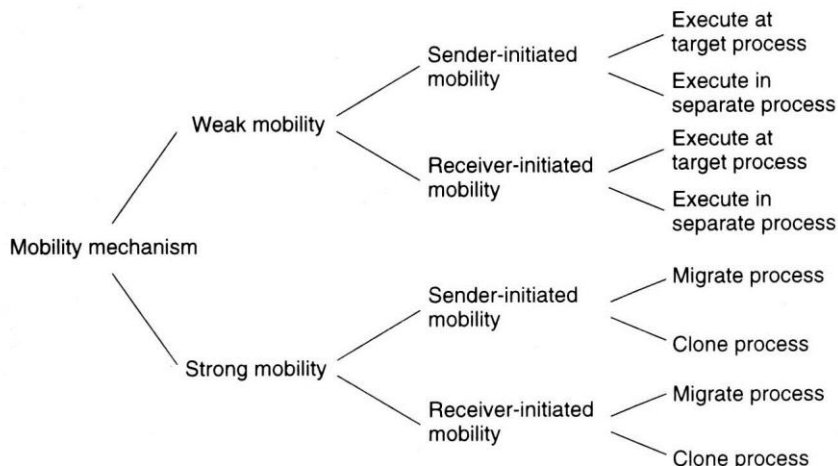 Mobility mechanism
Weak mobility
Sender-initiated
mobility
Execute at
target process
Execute in
separate process
Receiver-initiated
mobility
Execute at
target process
Execute in
separate process
Strong mobility
Sender-initiated
mobility
Migrate process
Clone process
Receiver-initiated
mobility
Migrate process
Clone process